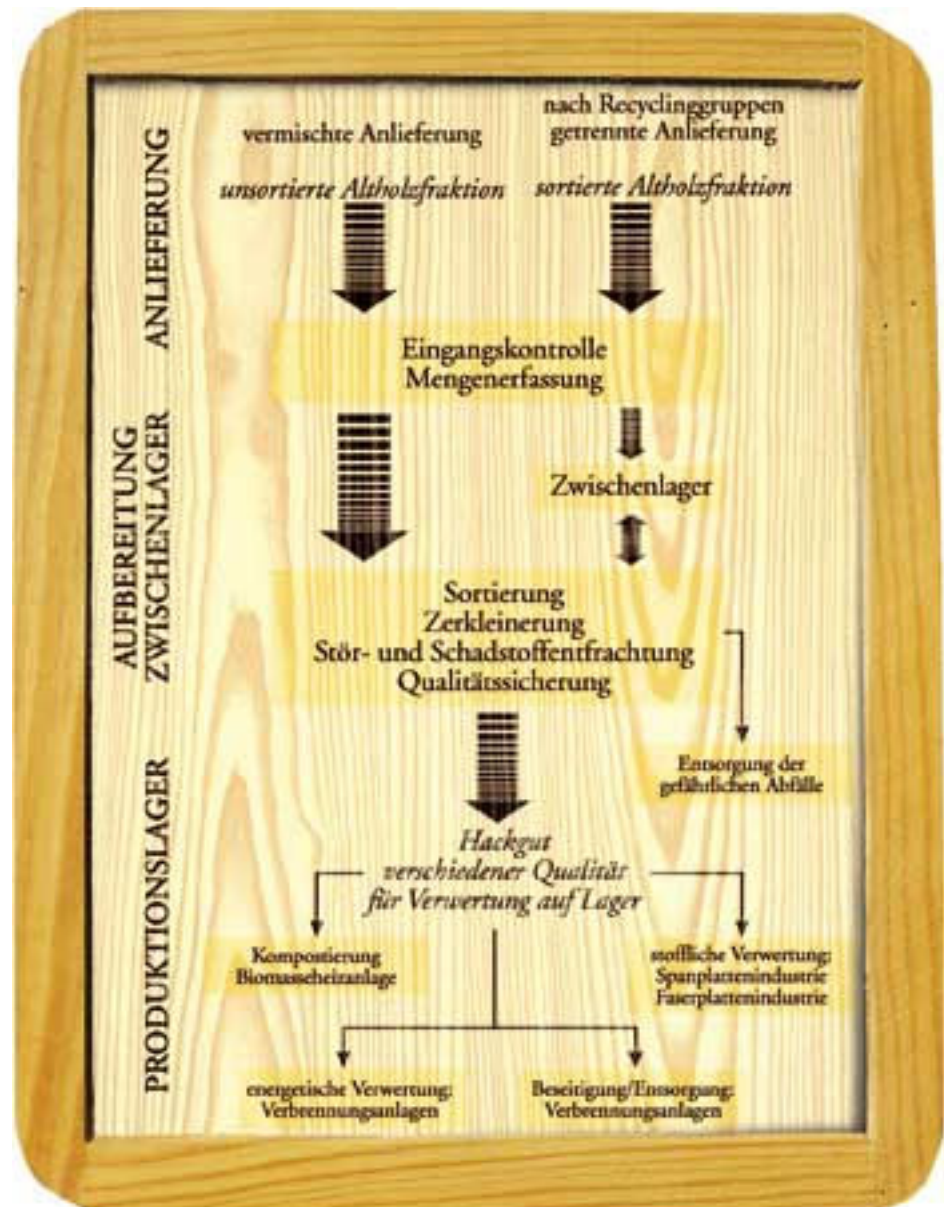 ANLIEFERUNG
vermischte Anlieferung
nach Recyclinggruppen
getrennte Anlieferung
unsortierte Altholzfraktion
sortierte Altholzfraktion
Eingangskontrolle
Mengenerfassung
AUFBEREITUNG
ZWISCHENLAGER
Zwischenlager
Sortierung
Zerkleinerung
Stör- und Schadstoffentfrachtung
Qualitätssicherung
Entsorgung der
gefährlichen Abfälle
PRODUKTIONSLAGER
Hackgut
verschiedener Qualität
für Verwertung auf Lager
Kompostierung
Biomasseheizanlage
stoffliche Verwertung:
Spanplattenindustrie
Faserplattenindustrie
energetische Verwertung:
Verbrennungsanlagen
Beseitigung/Entsorgung:
Verbrennungsanlagen